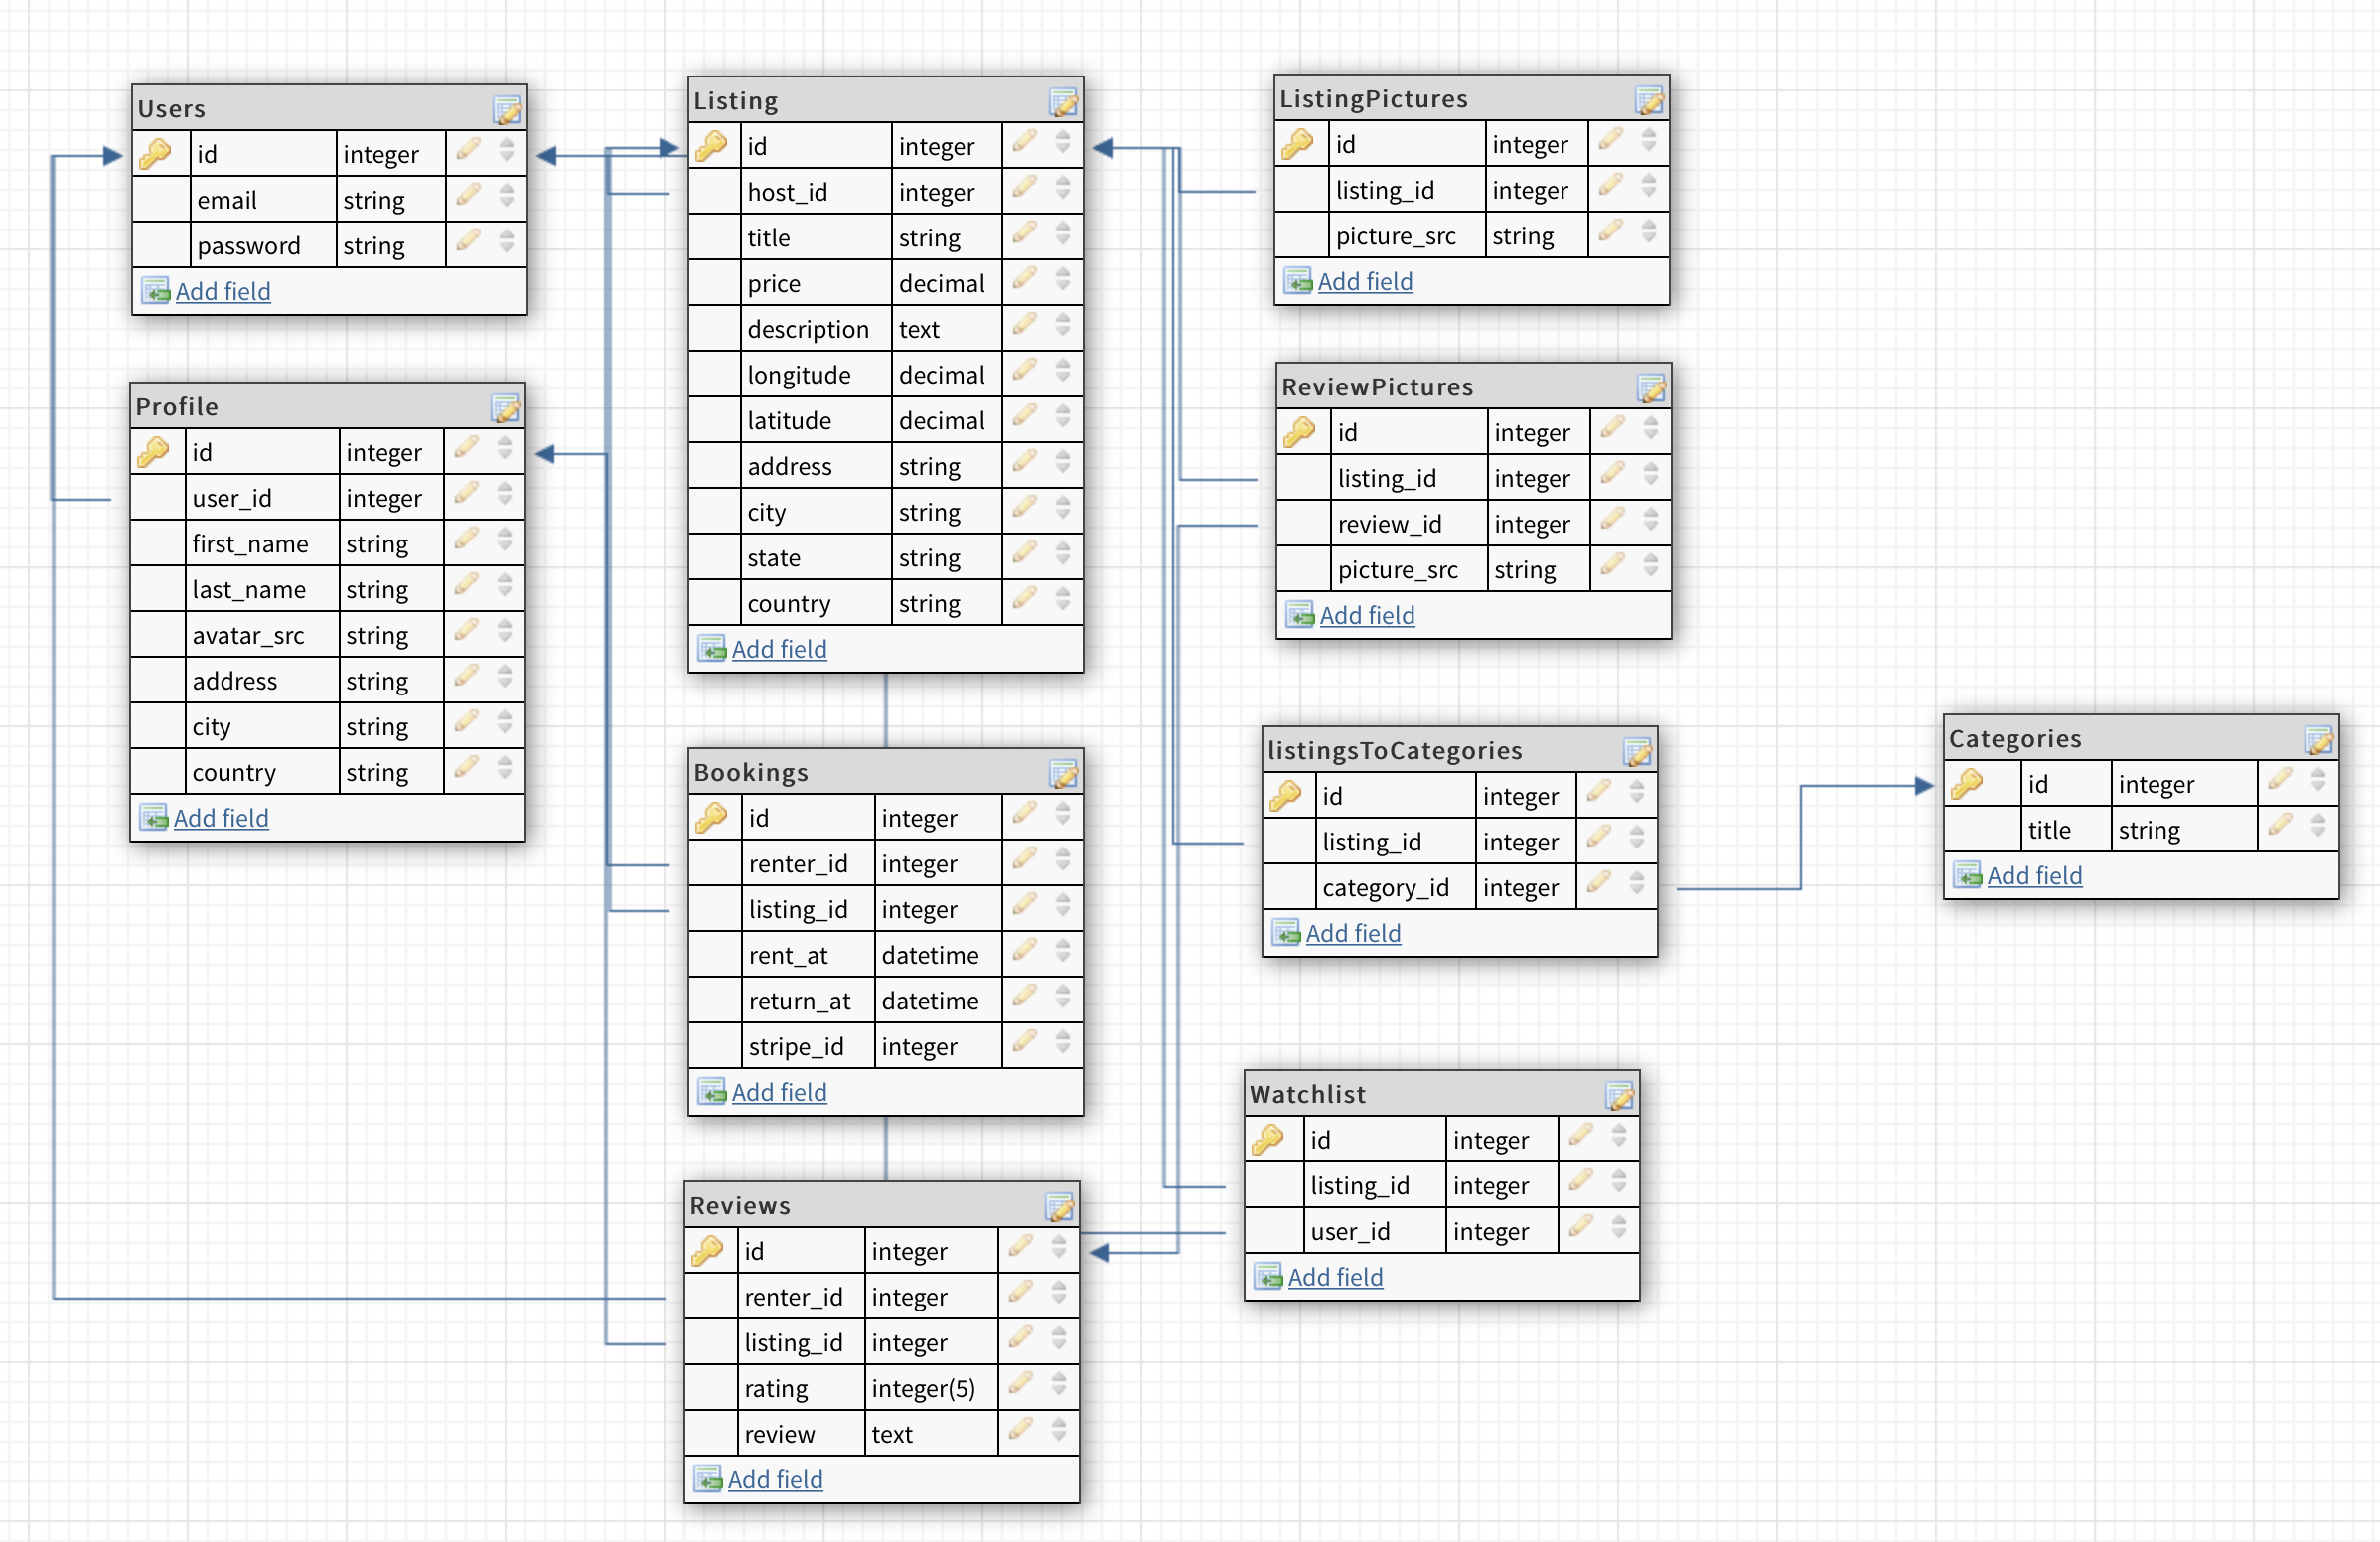 Users
id integer
email string
password string
Add field
Profile
id integer
user_id integer
first_name string
last_name string
avatar_src string
address string
city string
country string
Add field
Listing
id integer
host_id integer
title string
price decimal
description text
longitude decimal
latitude decimal
address string
city string
state string
country string
Add field
Bookings
id integer
renter_id integer
listing_id integer
rent_at datetime
return_at datetime
stripe_id integer
Add field
Reviews
id integer
renter_id integer
listing_id integer
rating integer(5)
review text
Add field
ListingPictures
id integer
listing_id integer
picture_src string
Add field
ReviewPictures
id integer
listing_id integer
review_id integer
picture_src string
Add field
listingsToCategories
id integer
listing_id integer
category_id integer
Add field
Watchlist
id integer
listing_id integer
user_id integer
Add field
Categories
id integer
title string
Add field